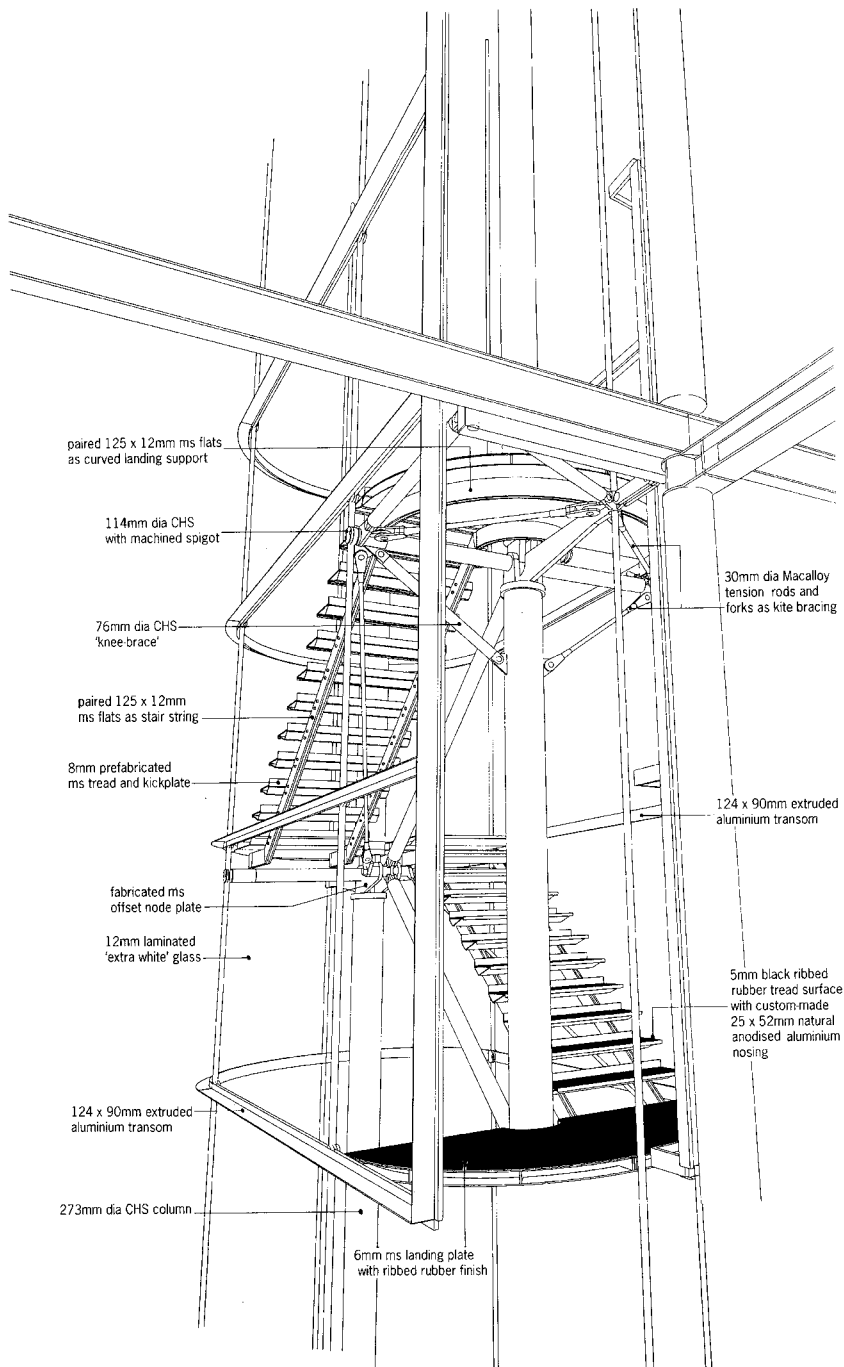 paired 125 x 12mm ms flats
as curved landing support
114mm dia CHS
with machined spigot
76mm dia CHS
'knee-brace'
paired 125 x 12mm
ms flats as stair string
8mm prefabricated
ms tread and kickplate
fabricated ms
offset node plate
12mm laminated
'extra white' glass
124 x 90mm extruded
aluminium transom
273mm dia CHS column
6mm ms landing plate
with ribbed rubber finish
30mm dia Macalloy
tension rods and
forks as kite bracing
124 x 90mm extruded
aluminium transom
5mm black ribbed
rubber tread surface
with custom-made
25 x 52mm natural
anodised aluminium
nosing